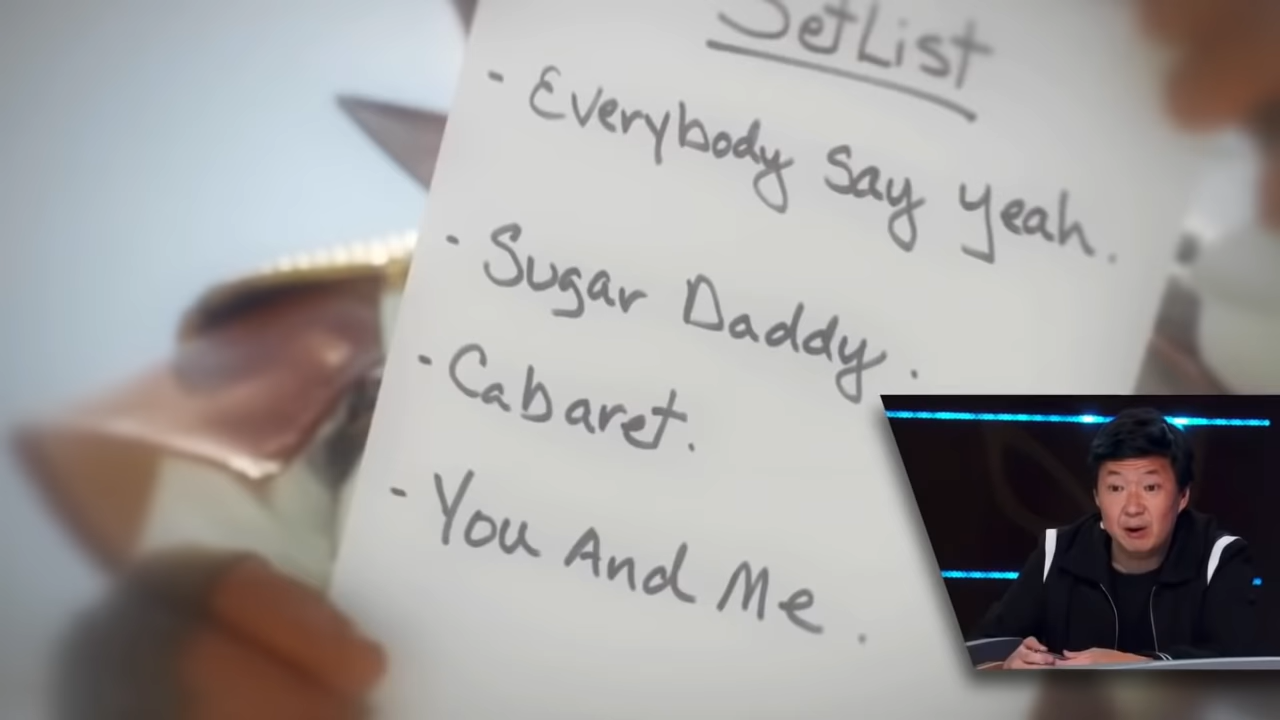 SetList
- Everybody Say yeah.
- Sugar Daddy.
- Cabaret.
- You And Me.